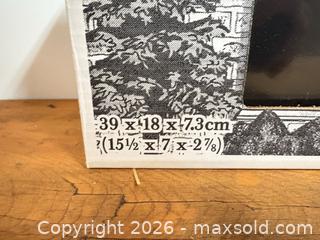 39 x 18 x 7.3cm
(15½ x 7 x 2⅞)
Copyright 2026 - maxsold.com